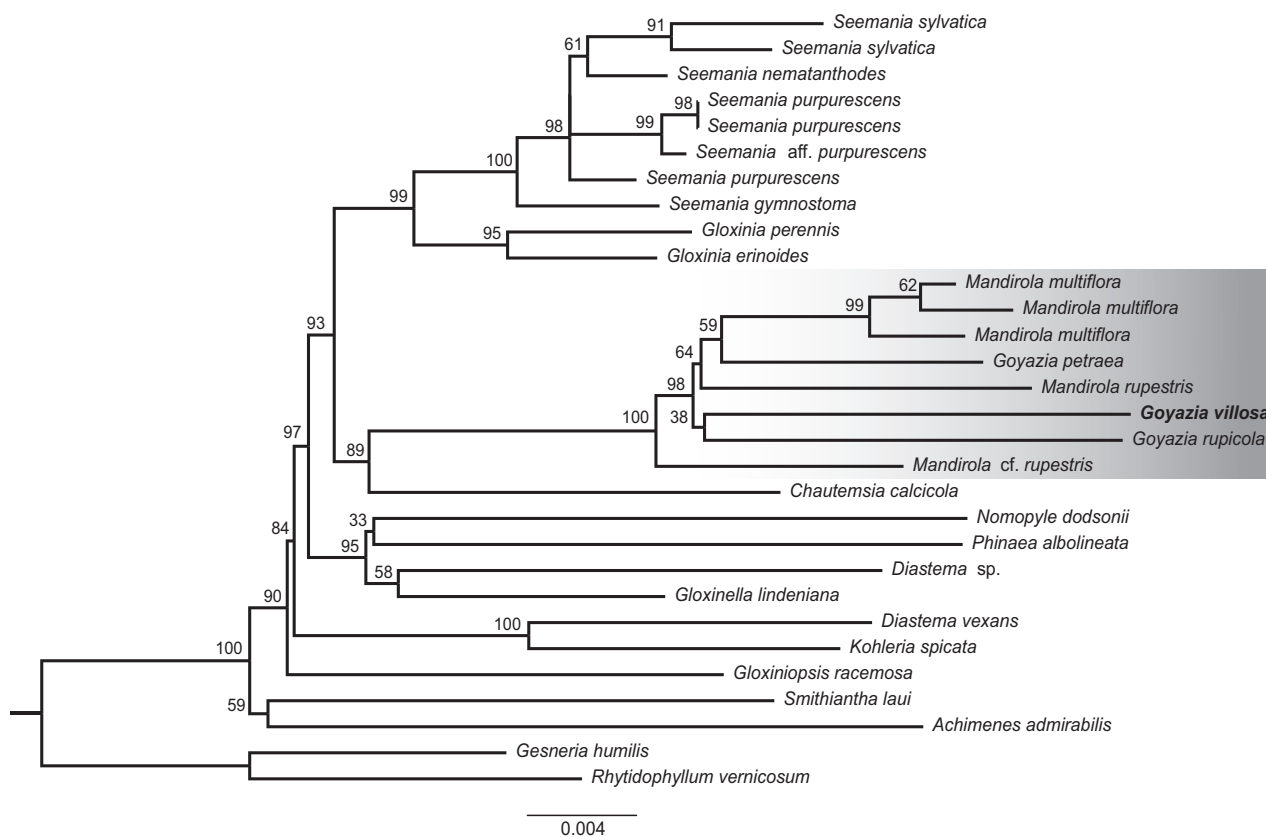 91 Seemania sylvatica
61 Seemania sylvatica
Seemania nematanthodes
98 Seemania purpurescens
98 99 Seemania purpurescens
Seemania aff. purpurescens
100 Seemania purpurescens
99 Seemania gymnostoma
95 Gloxinia perennis
Gloxinia erinoides
62 Mandirola multiflora
99 Mandirola multiflora
93 59 Mandirola multiflora
64 Goyazia petraea
98 Mandirola rupestris
100 38 Goyazia villosa
97 Goyazia rupicola
89 Mandirola cf. rupestris
Chautemsia calcicola
84 33 Nomopyle dodsonii
95 Phinaea albolineata
58 Diastema sp.
90 Gloxinella lindeniana
100 Diastema vexans
100 Kohleria spicata
Gloxiniopsis racemosa
59 Smithiantha laui
Achimenes admirabilis
Gesneria humilis
Rhytidophyllum vernicosum
0.004